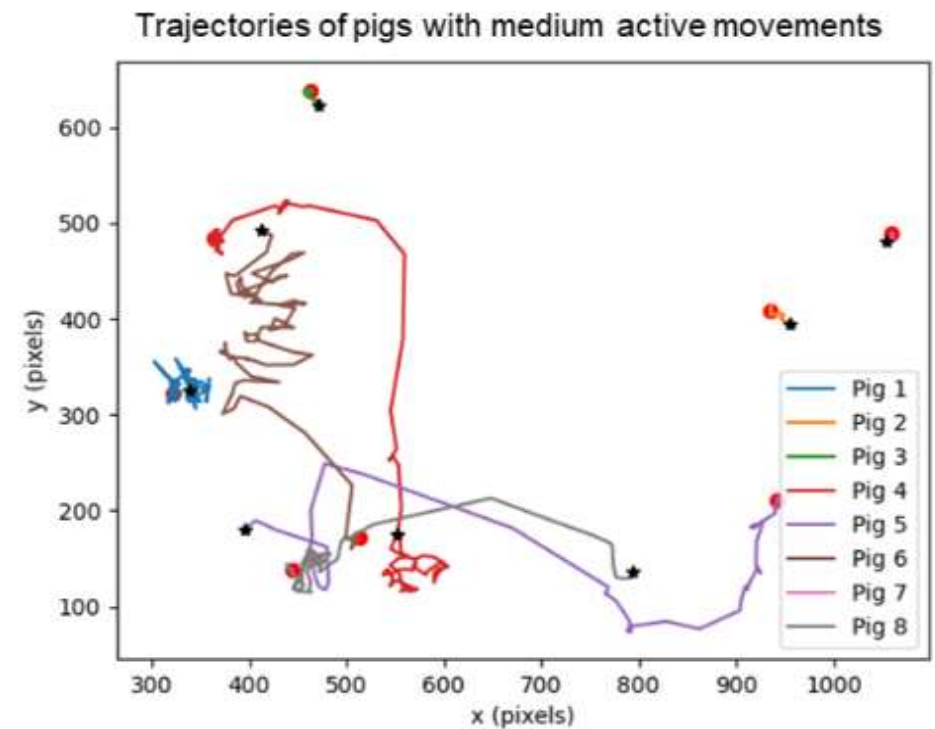 Trajectories of pigs with medium active movements
600
500
400
300
200
100
y (pixels)
300 400 500 600 700 800 900 1000
x (pixels)
Pig 1
Pig 2
Pig 3
Pig 4
Pig 5
Pig 6
Pig 7
Pig 8